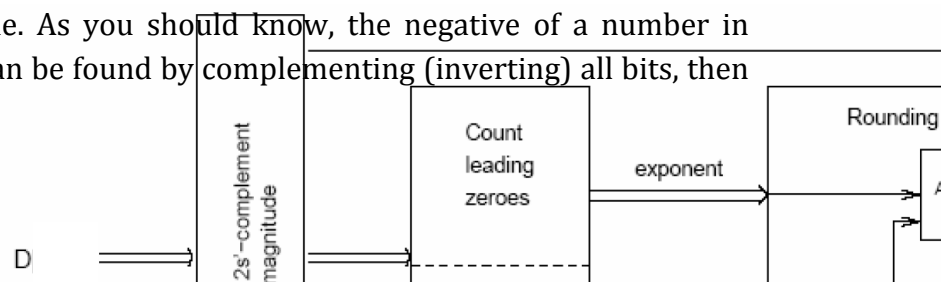 e. As you should know, the negative of a number in
an be found by complementing (inverting) all bits, then
Rounding
Count
leading
zeroes
exponent
A
2s'-complement
magnitude
D